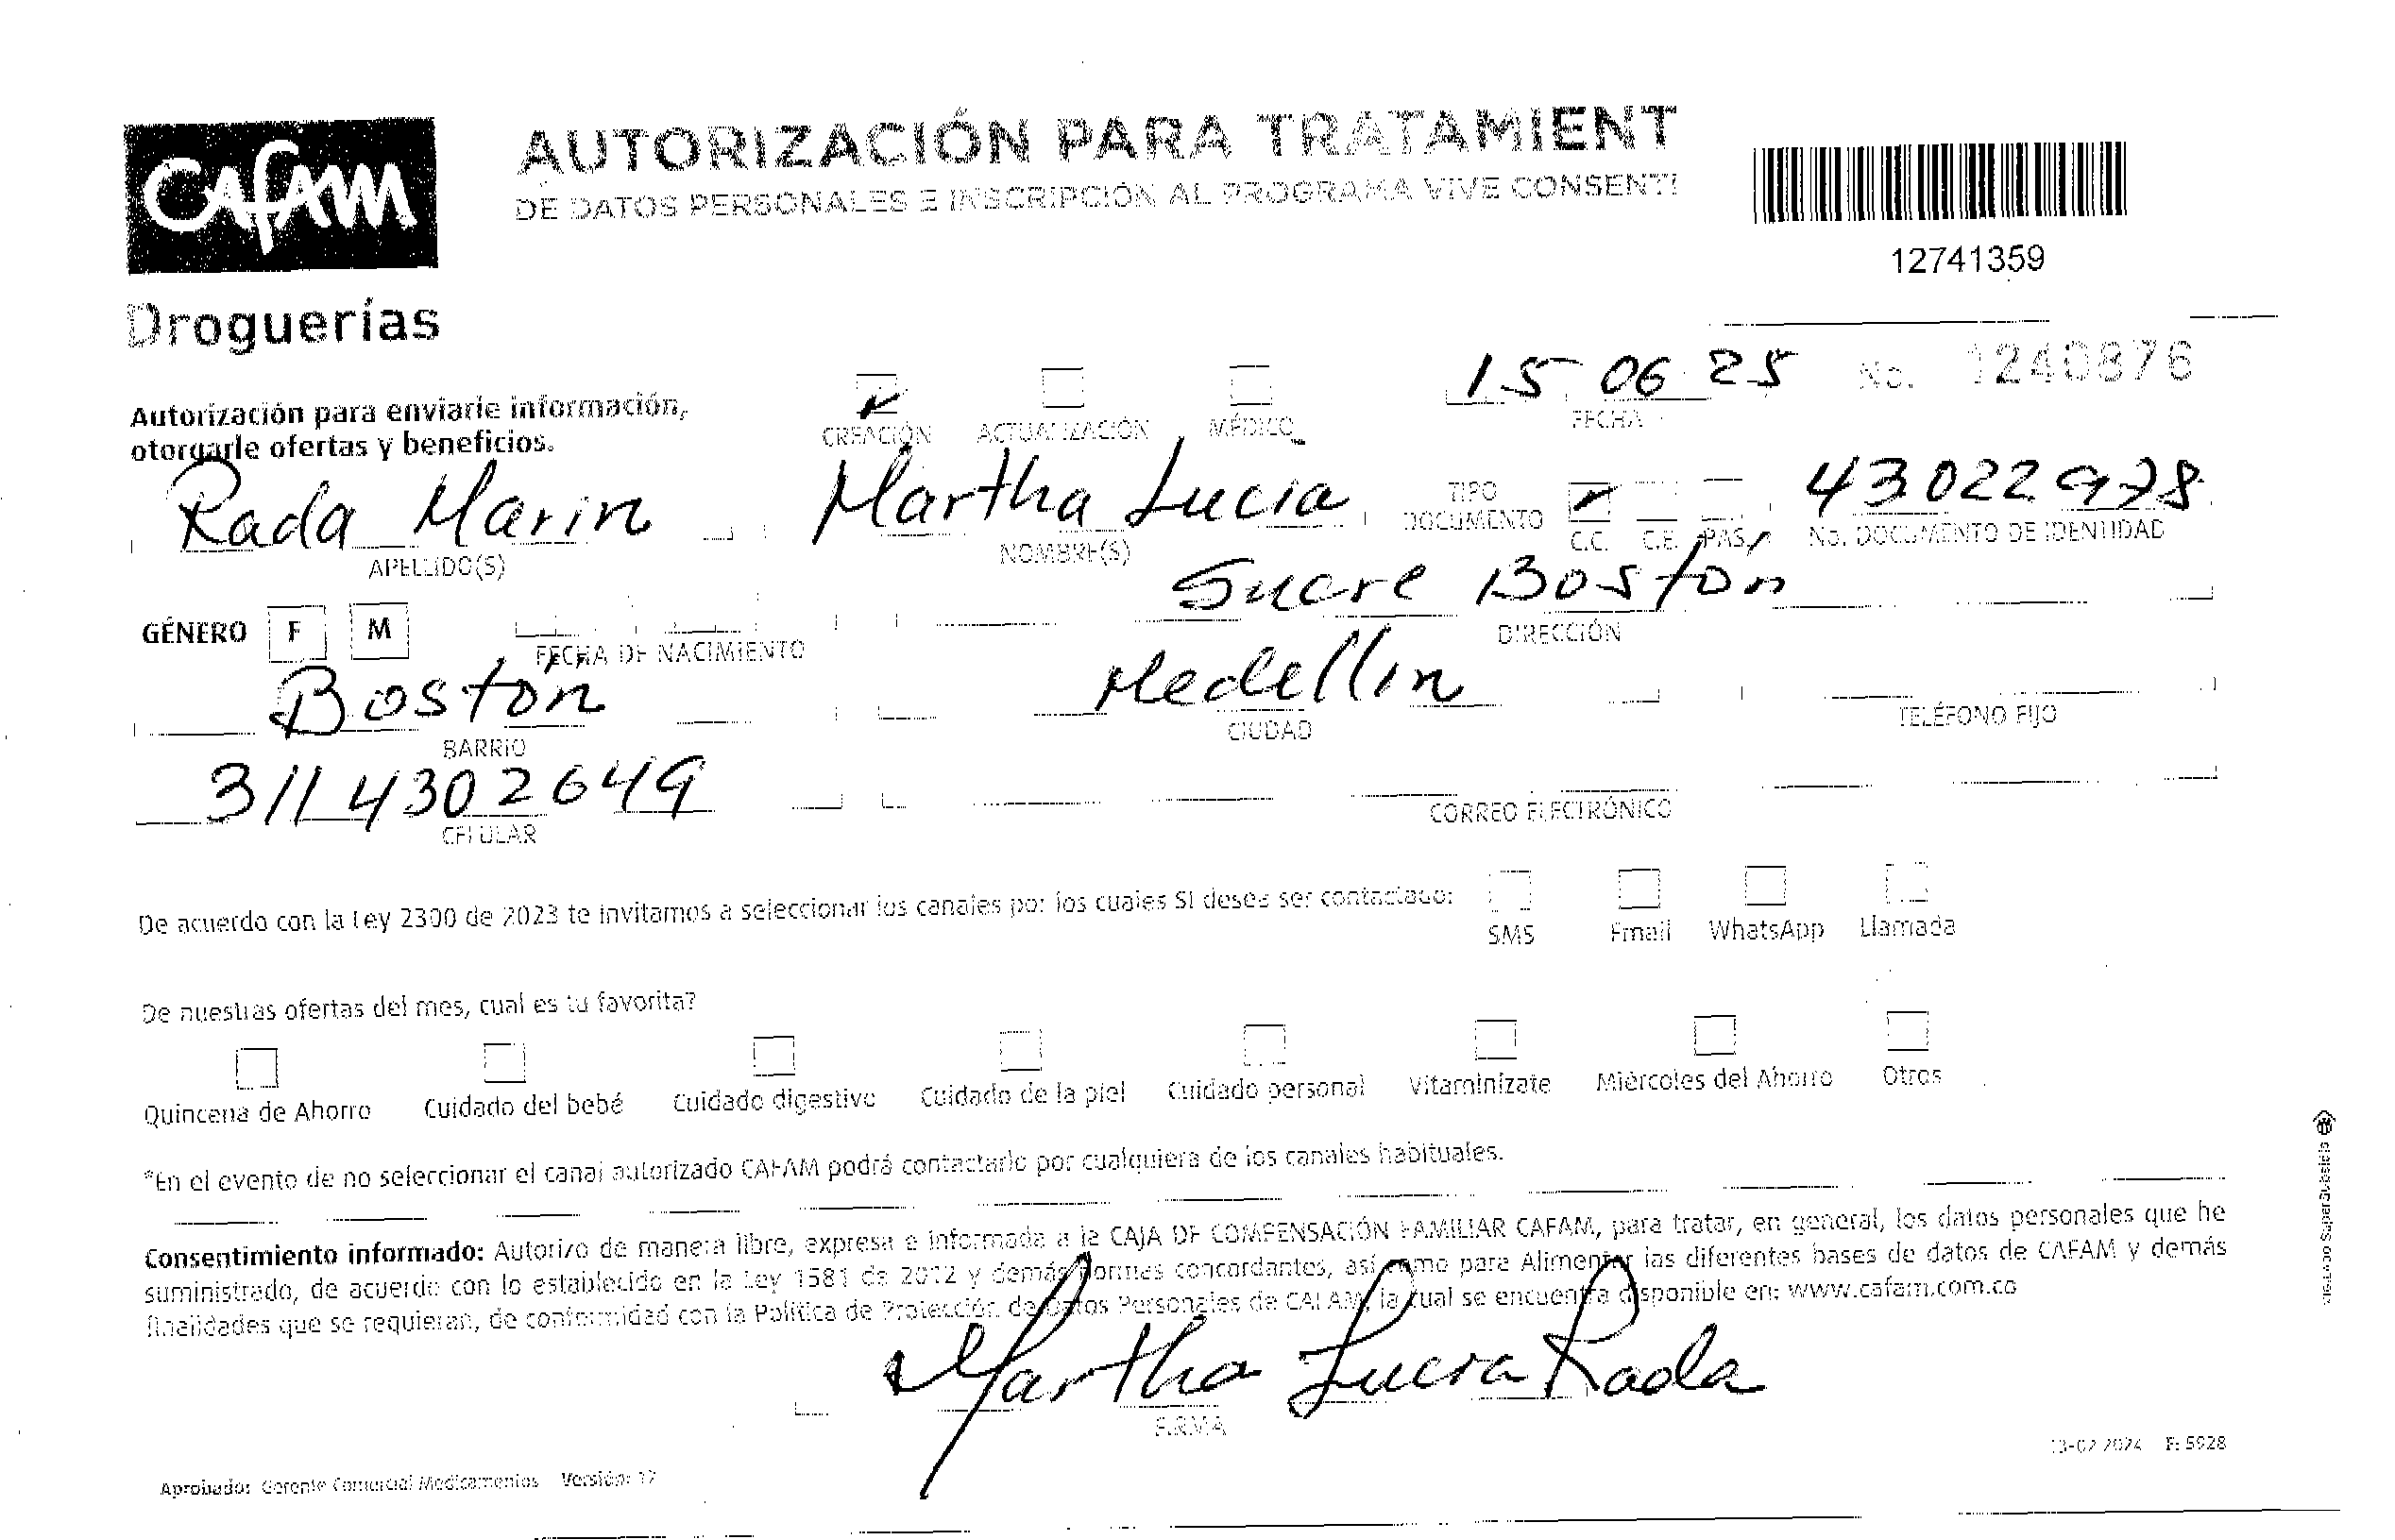 Cafam
Droguerías
AUTORIZACIÓN PARA TRATAMIENT
DE DATOS PERSONALES E INSCRIPCIÓN AL PROGRAMA VIVE CONSENTI
12741359
Autorización para enviarle información,
otorgarle ofertas y beneficios.
CREACIÓN ACTUALIZACIÓN MÉDICO
15 06 25
FECHA
No. 1240876
Rada Marin
APELLIDO(S)
Martha Lucia
NOMBRE(S)
TIPO
DOCUMENTO
C.C. C.E. PAS.
43022978
No. DOCUMENTO DE IDENTIDAD
GÉNERO F M
FECHA DE NACIMIENTO
Sucre Boston
DIRECCIÓN
Boston
BARRIO
Medellin
CIUDAD
TELÉFONO FIJO
3114302649
CELULAR
CORREO ELECTRÓNICO
De acuerdo con la Ley 2300 de 2023 te invitamos a seleccionar los canales por los cuales SI desea ser contactado:
SMS Email WhatsApp Llamada
De nuestras ofertas del mes, cual es tu favorita?
Quincena de Ahorro Cuidado del bebé Cuidado digestivo Cuidado de la piel Cuidado personal Vitaminízate Miércoles del Ahorro Otros
*En el evento de no seleccionar el canal autorizado CAFAM podrá contactarlo por cualquiera de los canales habituales.
Consentimiento informado: Autorizo de manera libre, expresa e informada a la CAJA DE COMPENSACIÓN FAMILIAR CAFAM, para tratar, en general, los datos personales que he
suministrado, de acuerdo con lo establecido en la Ley 1581 de 2012 y demás normas concordantes, así como para Alimentar las diferentes bases de datos de CAFAM y demás
finalidades que se requieran, de conformidad con la Política de Protección de Datos Personales de CAFAM, la cual se encuentra disponible en: www.cafam.com.co
Martha Lucia Rada
FIRMA
Aprobado: Gerente Comercial Medicamentos Versión: 12
13-02-2024 F: 5928
VIGILADO SuperSubsidio